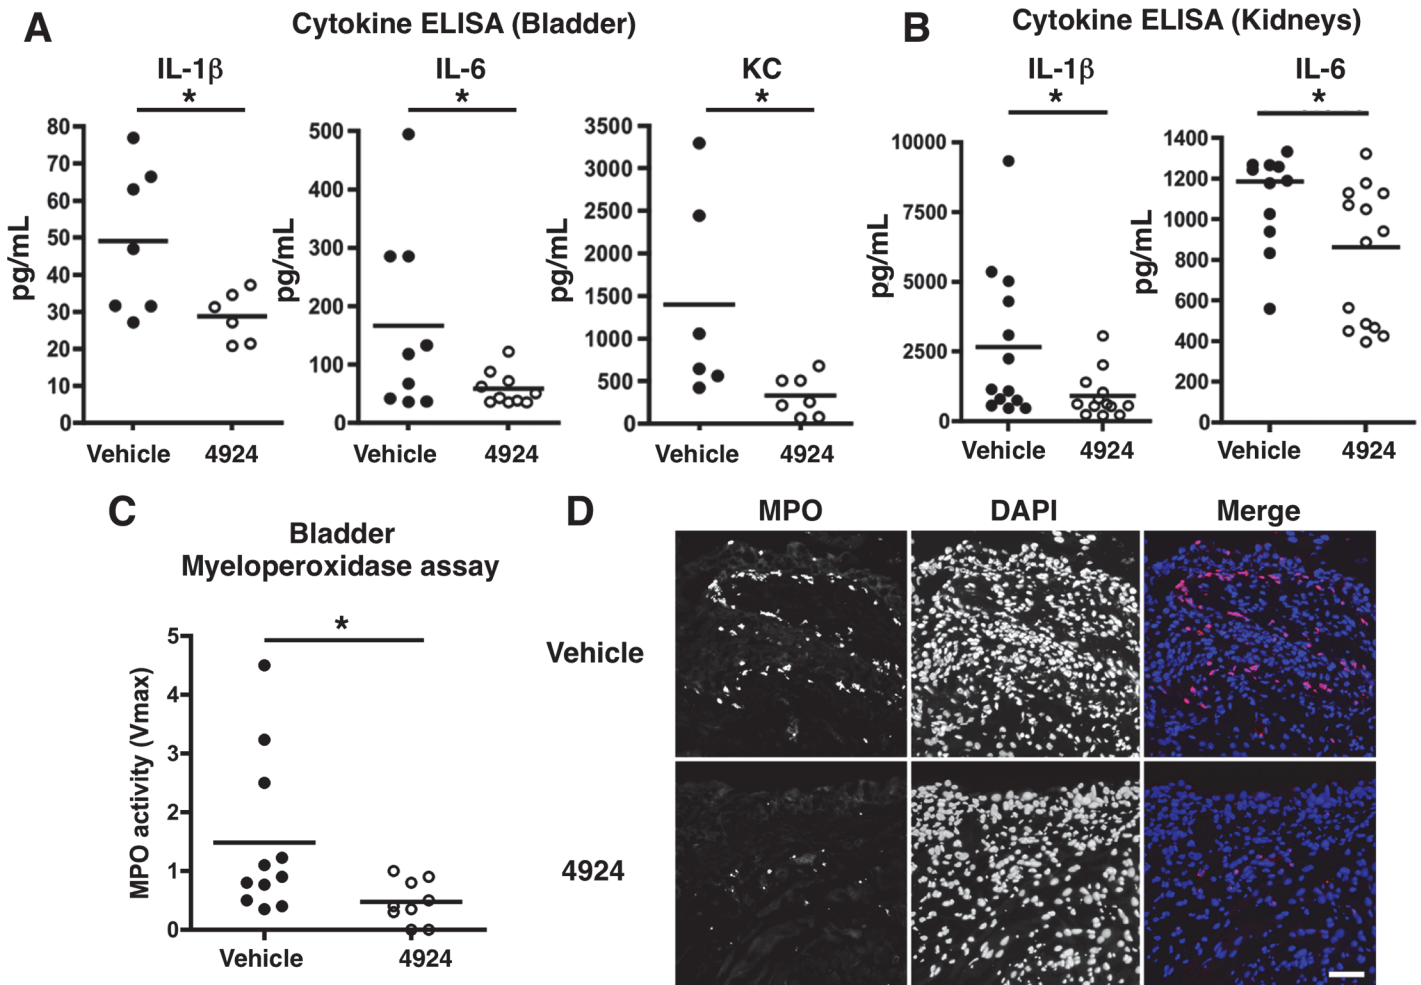 A
Cytokine ELISA (Bladder)
IL-1β
*
pg/mL
80
70
60
50
40
30
20
10
0
Vehicle 4924
IL-6
*
pg/mL
500
400
300
200
100
0
Vehicle 4924
KC
*
pg/mL
3500
3000
2500
2000
1500
1000
500
0
Vehicle 4924
B
Cytokine ELISA (Kidneys)
IL-1β
*
pg/mL
10000
7500
5000
2500
0
Vehicle 4924
IL-6
*
pg/mL
1400
1200
1000
800
600
400
200
0
Vehicle 4924
C
Bladder
Myeloperoxidase assay
*
MPO activity (Vmax)
5
4
3
2
1
0
Vehicle 4924
D
MPO DAPI Merge
Vehicle
4924